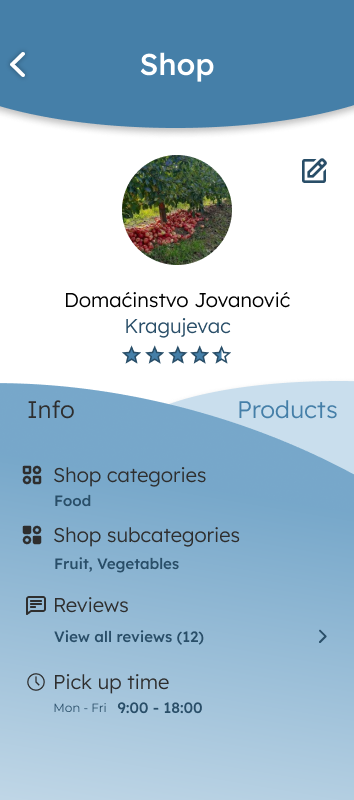 Shop
Domaćinstvo Jovanović
Kragujevac
Info
Products
Shop categories
Food
Shop subcategories
Fruit, Vegetables
Reviews
View all reviews (12)
Pick up time
Mon - Fri 9:00 - 18:00